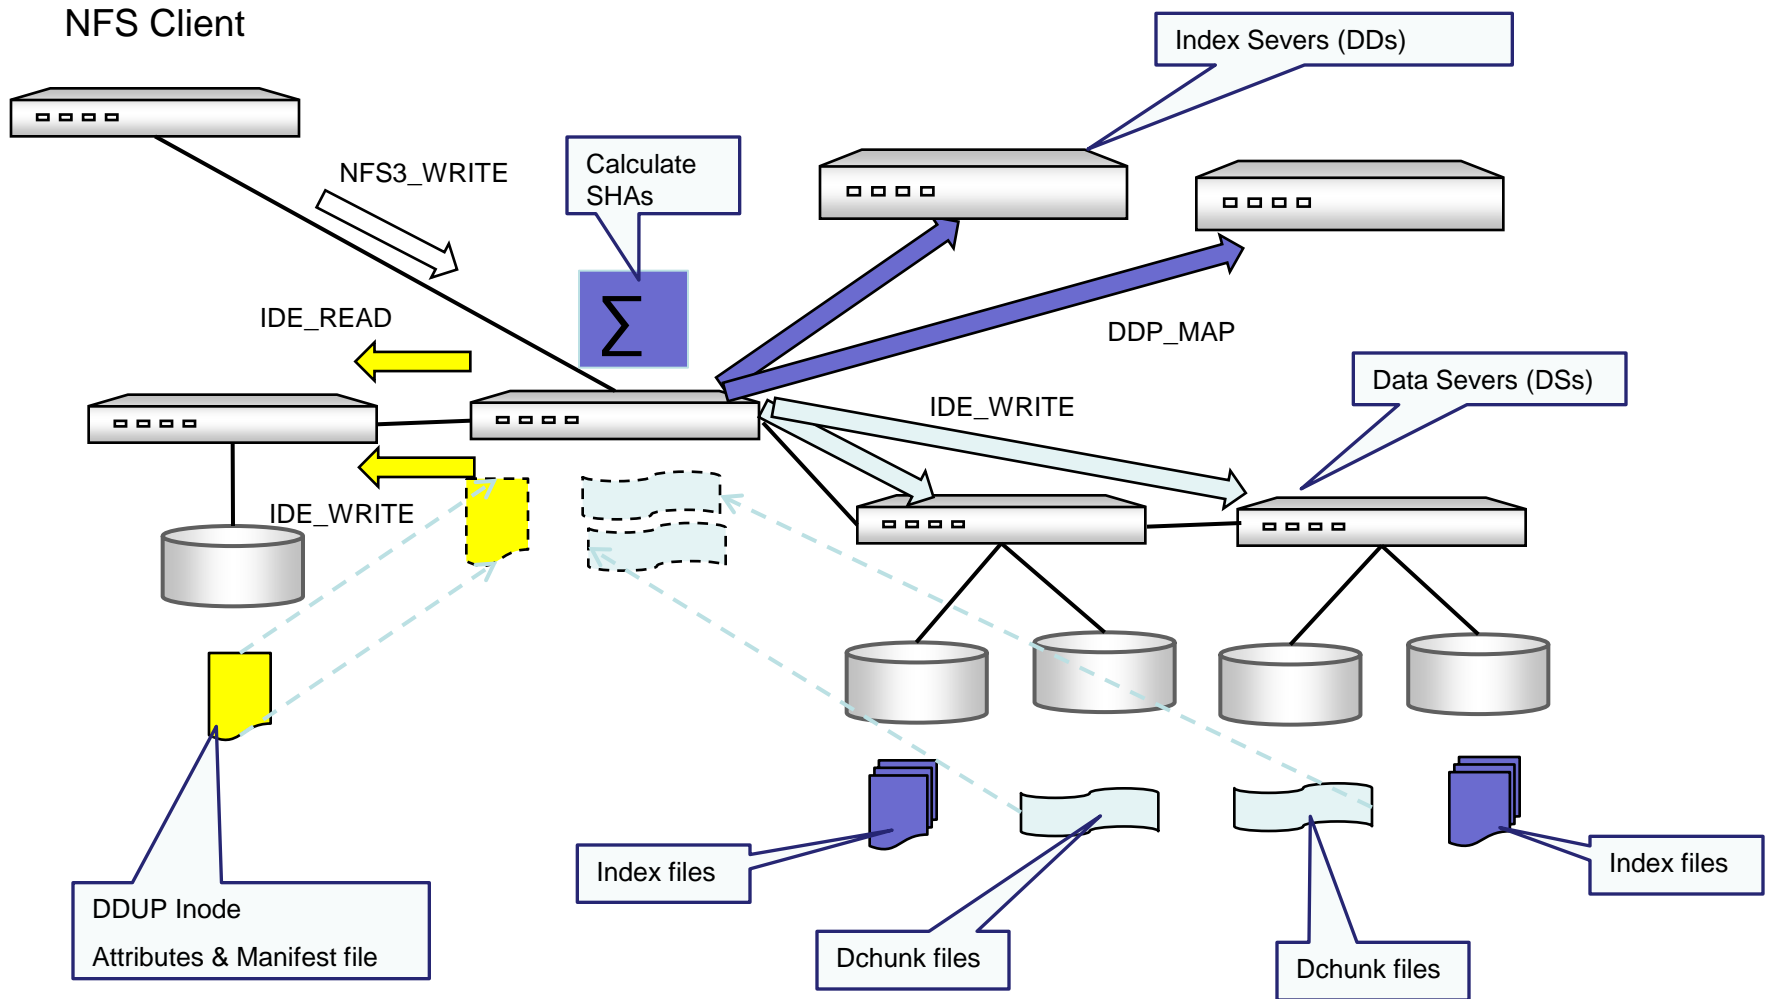 NFS Client
Index Severs (DDs)
NFS3_WRITE
Calculate
SHAs
∑
IDE_READ
DDP_MAP
Data Severs (DSs)
IDE_WRITE
IDE_WRITE
Index files
Index files
DDUP Inode
Attributes & Manifest file
Dchunk files
Dchunk files